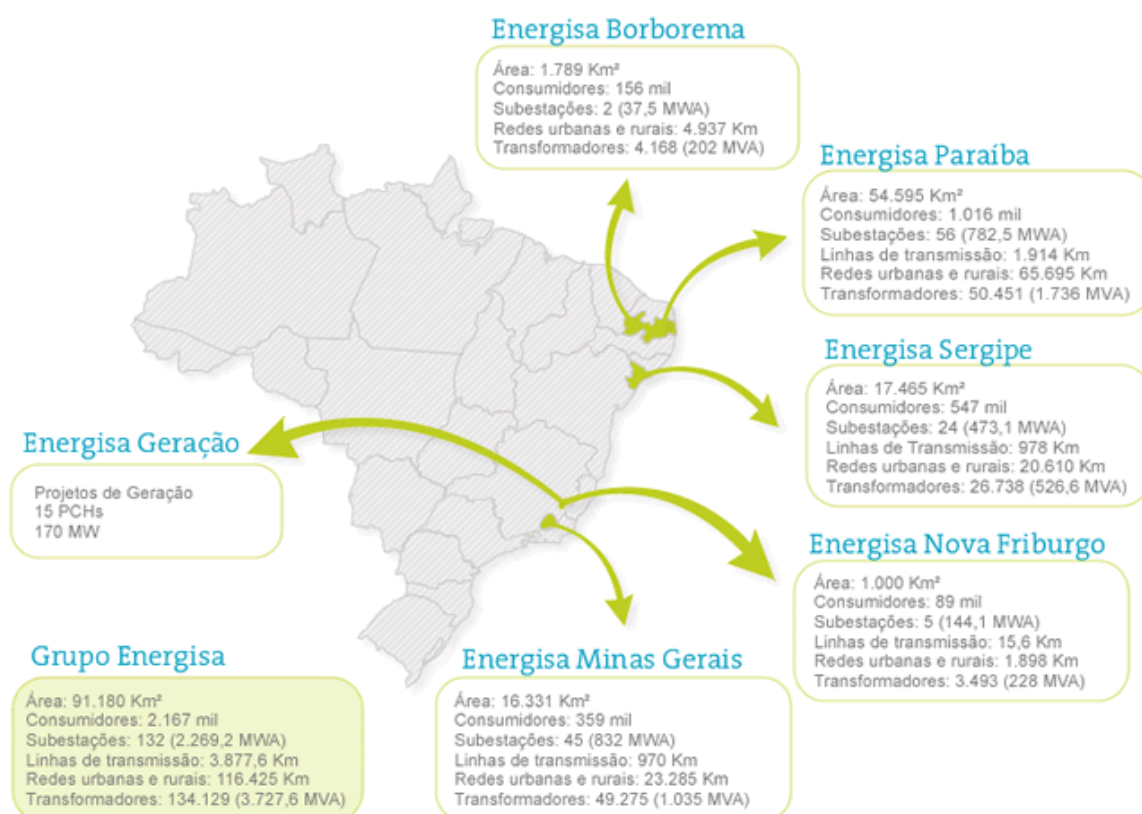 Energisa Borborema
Área: 1.789 Km²
Consumidores: 156 mil
Subestações: 2 (37,5 MWA)
Redes urbanas e rurais: 4.937 Km
Transformadores: 4.168 (202 MVA)
Energisa Paraíba
Área: 54.595 Km²
Consumidores: 1.016 mil
Subestações: 56 (782,5 MWA)
Linhas de transmissão: 1.914 Km
Redes urbanas e rurais: 65.695 Km
Transformadores: 50.451 (1.736 MVA)
Energisa Sergipe
Área: 17.465 Km²
Consumidores: 547 mil
Subestações: 24 (473,1 MWA)
Linhas de Transmissão: 978 Km
Redes urbanas e rurais: 20.610 Km
Transformadores: 26.738 (526,6 MVA)
Energisa Geração
Projetos de Geração
15 PCHs
170 MW
Energisa Nova Friburgo
Área: 1.000 Km²
Consumidores: 89 mil
Subestações: 5 (144,1 MWA)
Linhas de transmissão: 15,6 Km
Redes urbanas e rurais: 1.898 Km
Transformadores: 3.493 (228 MVA)
Grupo Energisa
Área: 91.180 Km²
Consumidores: 2.167 mil
Subestações: 132 (2.269,2 MWA)
Linhas de transmissão: 3.877,6 Km
Redes urbanas e rurais: 116.425 Km
Transformadores: 134.129 (3.727,6 MVA)
Energisa Minas Gerais
Área: 16.331 Km²
Consumidores: 359 mil
Subestações: 45 (832 MWA)
Linhas de transmissão: 970 Km
Redes urbanas e rurais: 23.285 Km
Transformadores: 49.275 (1.035 MVA)